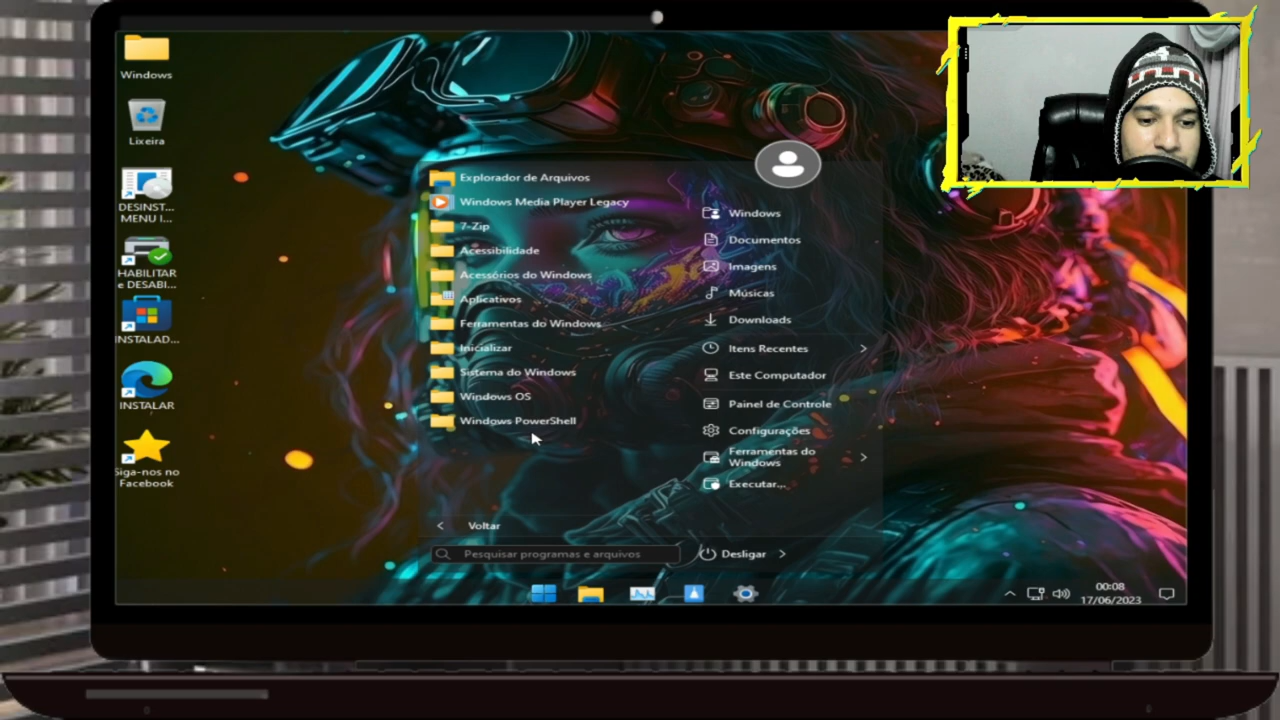 Windows
Lixeira
DESINST...
MENU I...
HABILITAR
e DESABI...
INSTALAD...
INSTALAR
Siga-nos no
Facebook
Explorador de Arquivos
Windows Media Player Legacy
7-Zip
Acessibilidade
Acessórios do Windows
Aplicativos
Ferramentas do Windows
Inicializar
Sistema do Windows
Windows OS
Windows PowerShell
Voltar
Pesquisar programas e arquivos
Windows
Documentos
Imagens
Músicas
Downloads
Itens Recentes
Este Computador
Painel de Controle
Configurações
Ferramentas do
Windows
Executar...
Desligar
00:08
17/06/2023